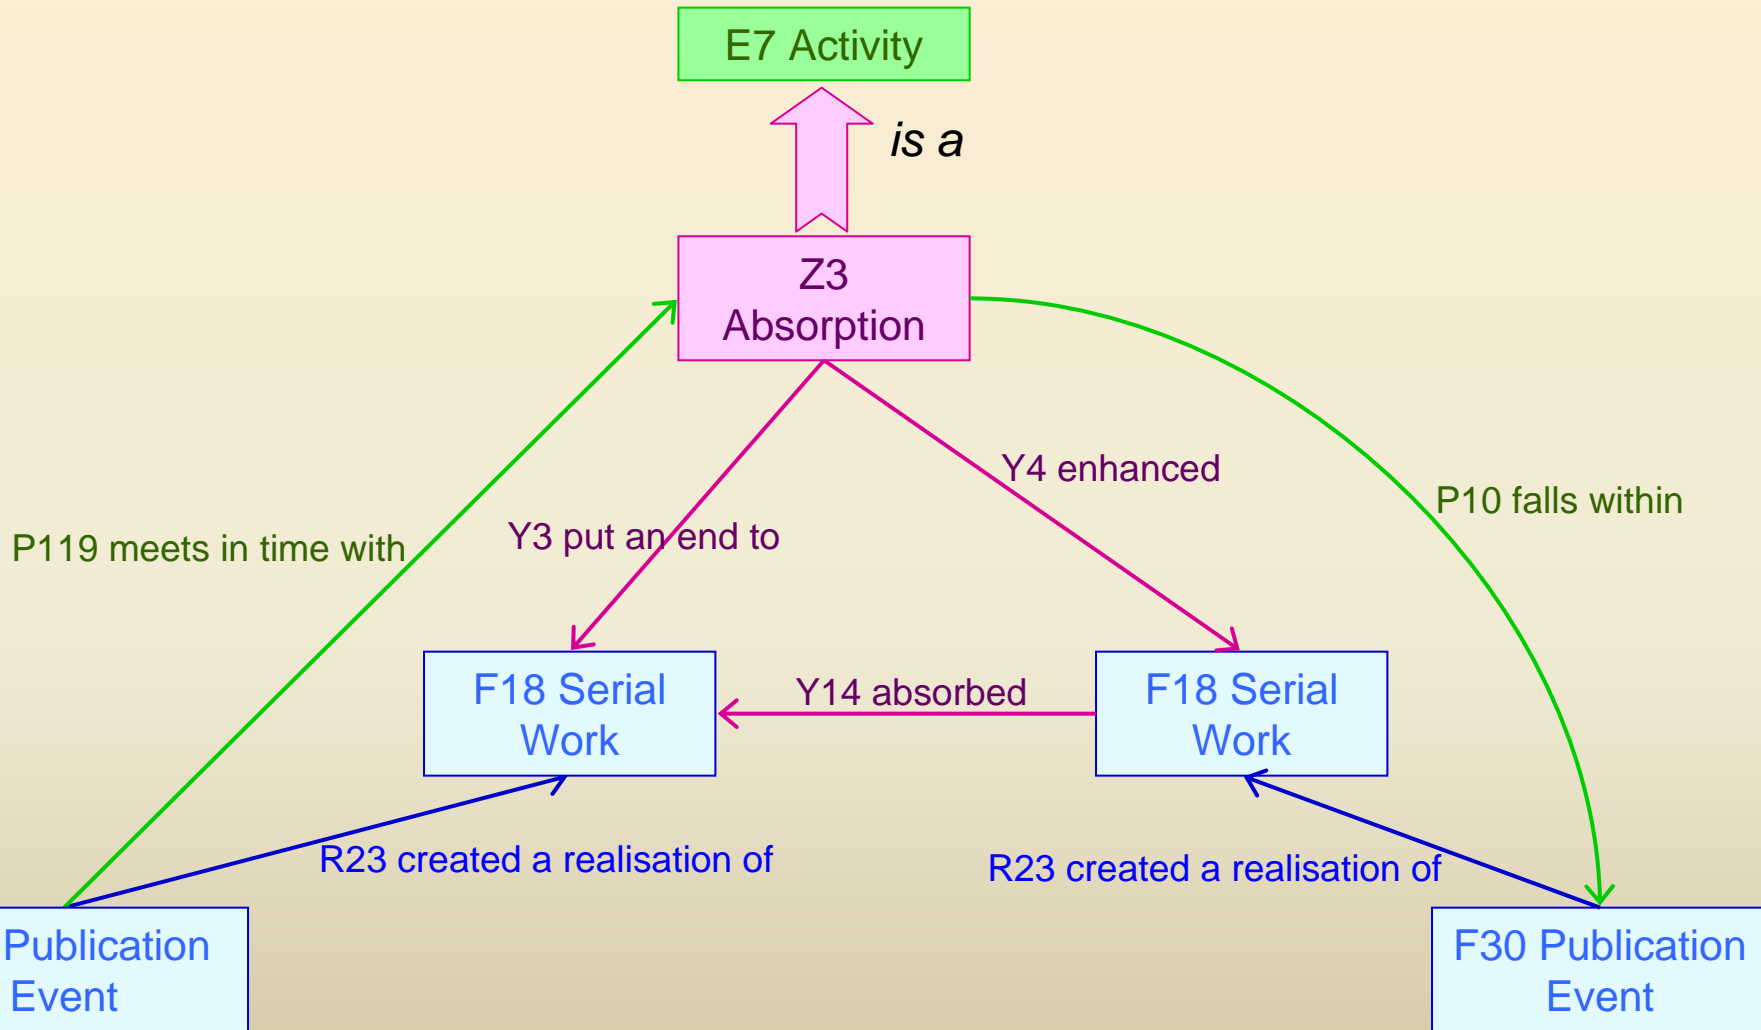 E7 Activity
is a
Z3
Absorption
Y4 enhanced
P10 falls within
Y3 put an end to
P119 meets in time with
F18 Serial
Work
Y14 absorbed
F18 Serial
Work
R23 created a realisation of
R23 created a realisation of
Publication
Event
F30 Publication
Event